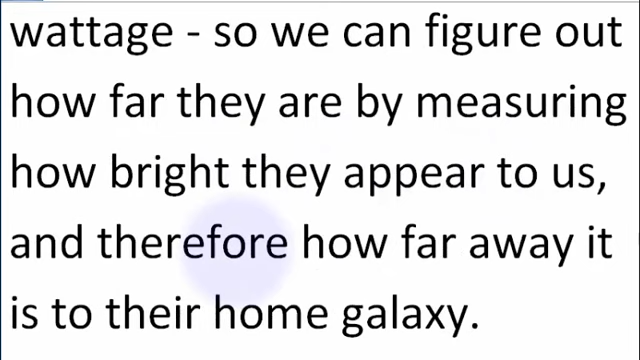 wattage - so we can figure out
how far they are by measuring
how bright they appear to us,
and therefore how far away it
is to their home galaxy.